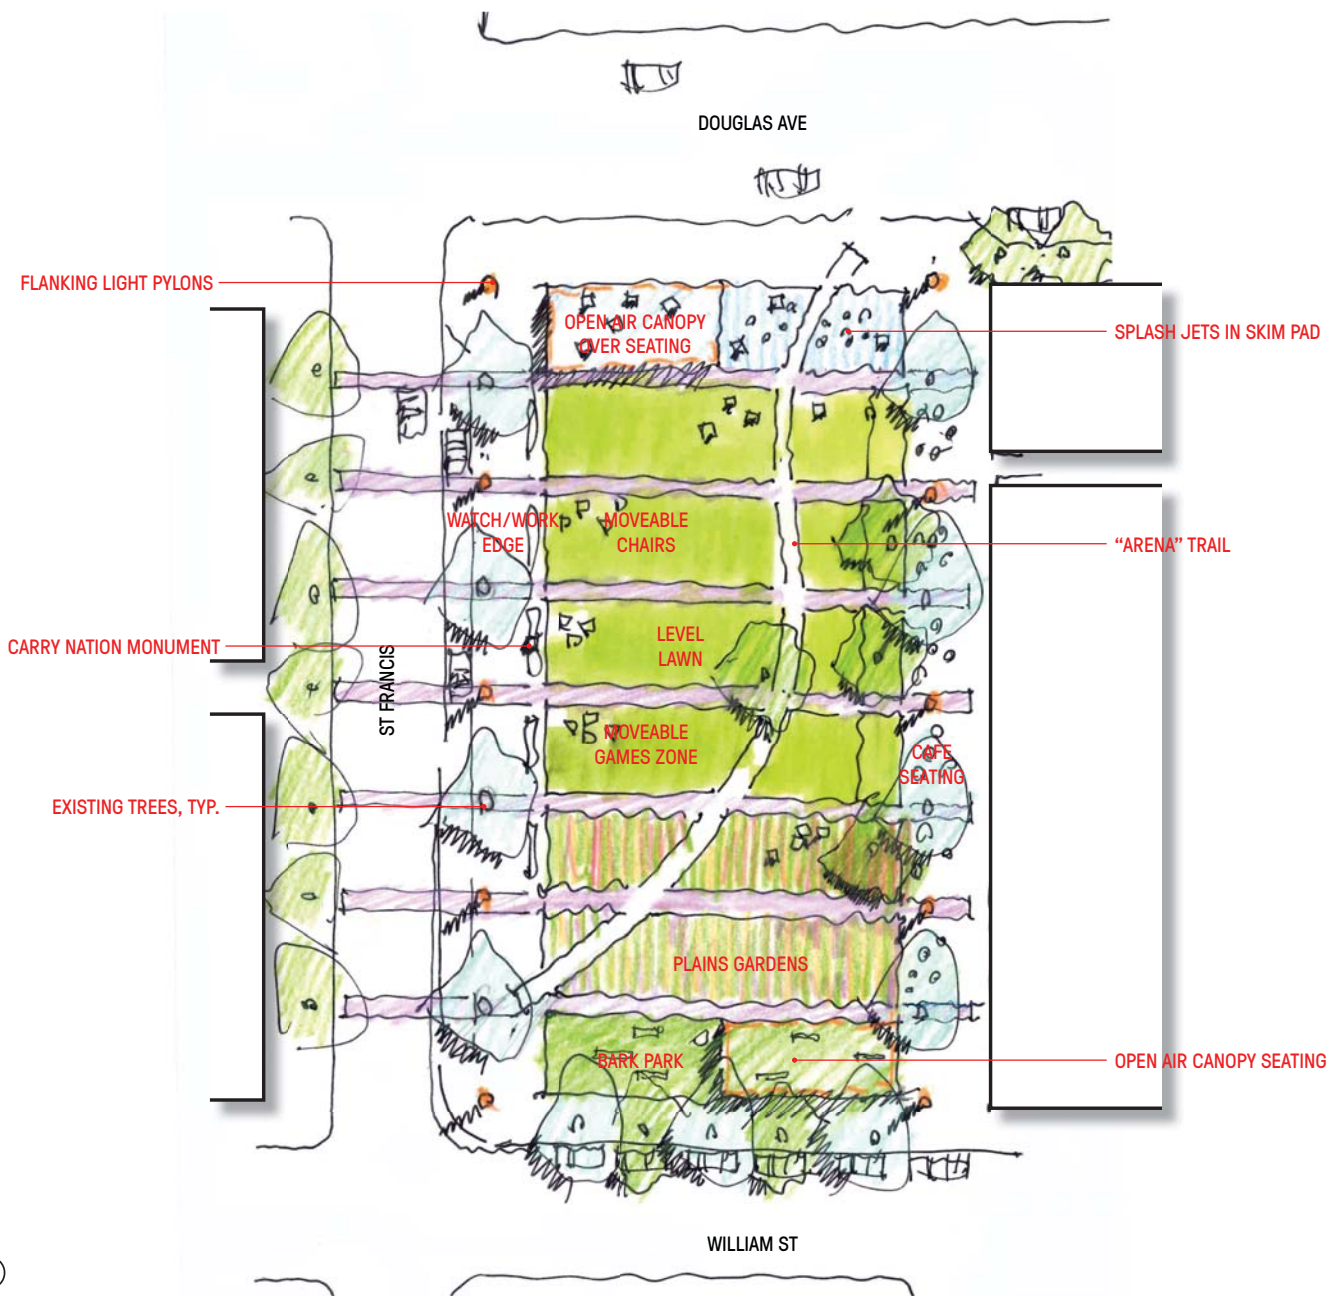 DOUGLAS AVE
FLANKING LIGHT PYLONS
OPEN AIR CANOPY
OVER SEATING
SPLASH JETS IN SKIM PAD
WATCH/WORK
EDGE
MOVEABLE
CHAIRS
“ARENA” TRAIL
CARRY NATION MONUMENT
ST FRANCIS
LEVEL
LAWN
MOVEABLE
GAMES ZONE
CAFE
SEATING
EXISTING TREES, TYP.
PLAINS GARDENS
BARK PARK
OPEN AIR CANOPY SEATING
WILLIAM ST